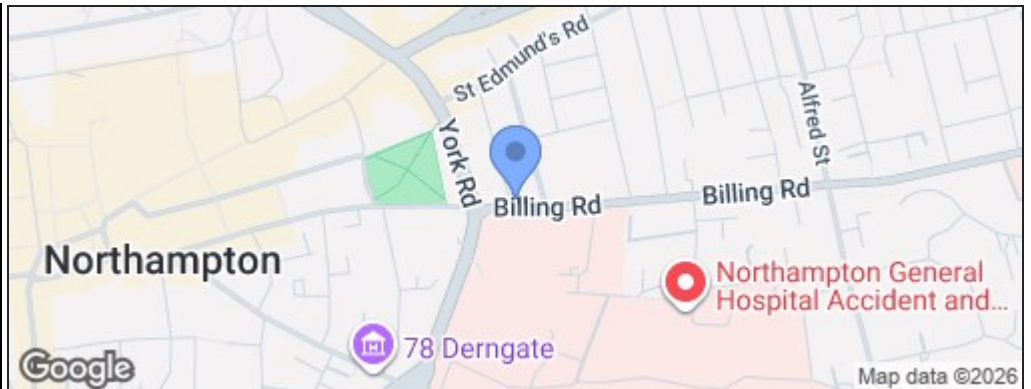 St Edmund's Rd
York Rd
Alfred St
Billing Rd
Billing Rd
Northampton
Northampton General
Hospital Accident and...
78 Derngate
Google
Map data ©2026